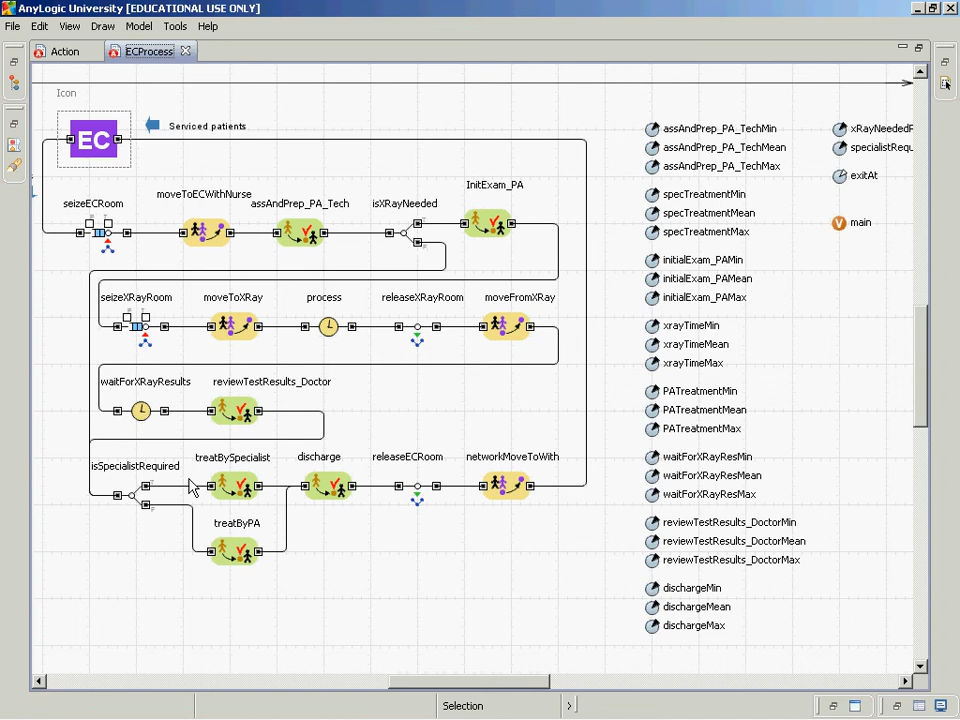 AnyLogic University [EDUCATIONAL USE ONLY]
File Edit View Draw Model Tools Help
Action ECProcess
Icon
EC
Serviced patients
seizeECRoom
moveToECWithNurse
assAndPrep_PA_Tech
isXRayNeeded
InitExam_PA
seizeXRayRoom
moveToXRay
process
releaseXRayRoom
moveFromXRay
waitForXRayResults
reviewTestResults_Doctor
isSpecialistRequired
treatBySpecialist
discharge
releaseECRoom
networkMoveToWith
treatByPA
assAndPrep_PA_TechMin
assAndPrep_PA_TechMean
assAndPrep_PA_TechMax
specTreatmentMin
specTreatmentMean
specTreatmentMax
initialExam_PAMin
initialExam_PAMean
initialExam_PAMax
xrayTimeMin
xrayTimeMean
xrayTimeMax
PATreatmentMin
PATreatmentMean
PATreatmentMax
waitForXRayResMin
waitForXRayResMean
waitForXRayResMax
reviewTestResults_DoctorMin
reviewTestResults_DoctorMean
reviewTestResults_DoctorMax
dischargeMin
dischargeMean
dischargeMax
xRayNeededP
specialistRequ
exitAt
V main
Selection